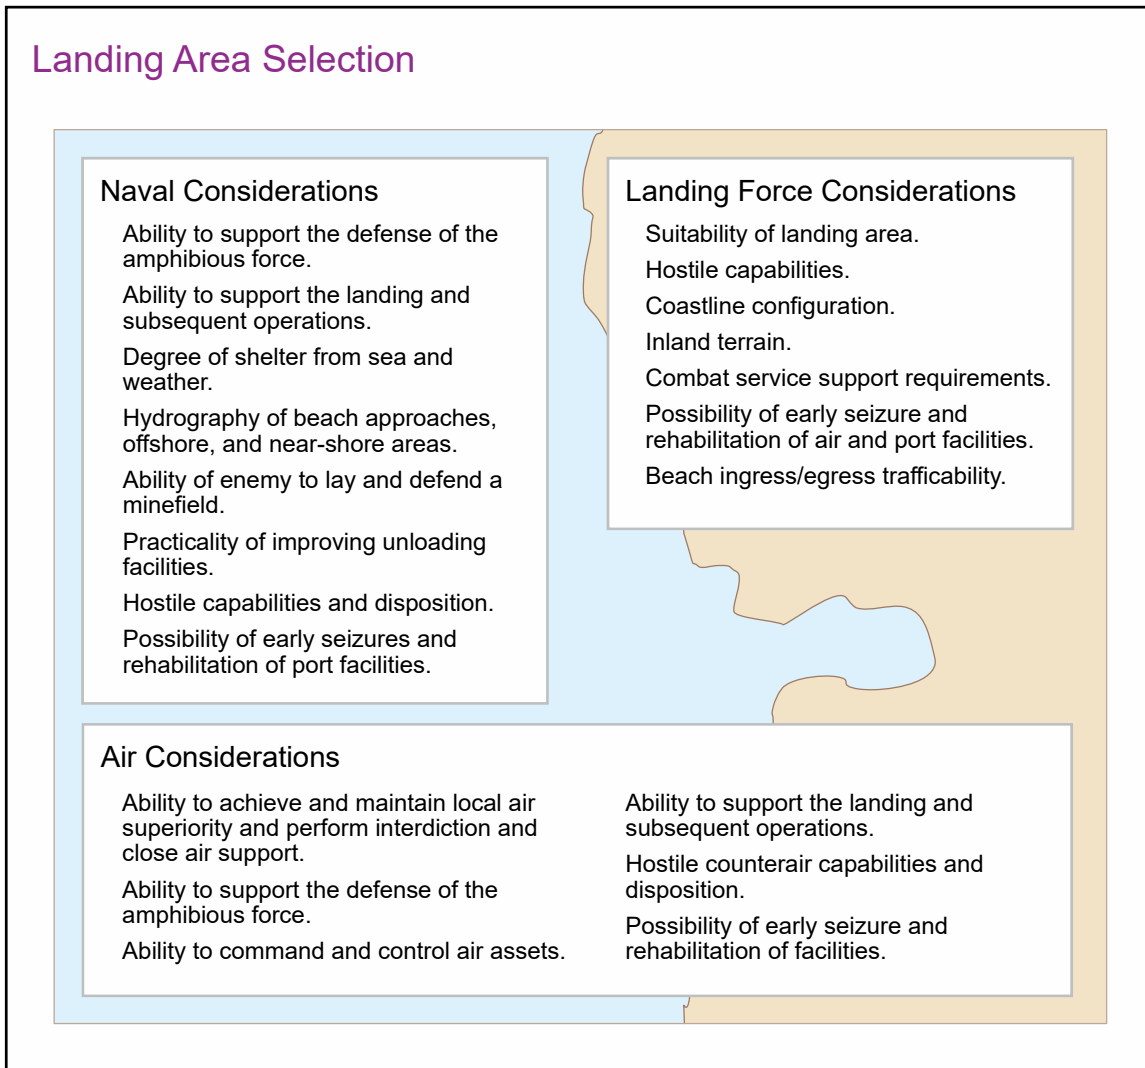 Landing Area Selection
Naval Considerations
Ability to support the defense of the
amphibious force.
Ability to support the landing and
subsequent operations.
Degree of shelter from sea and
weather.
Hydrography of beach approaches,
offshore, and near-shore areas.
Ability of enemy to lay and defend a
minefield.
Practicality of improving unloading
facilities.
Hostile capabilities and disposition.
Possibility of early seizures and
rehabilitation of port facilities.
Landing Force Considerations
Suitability of landing area.
Hostile capabilities.
Coastline configuration.
Inland terrain.
Combat service support requirements.
Possibility of early seizure and
rehabilitation of air and port facilities.
Beach ingress/egress trafficability.
Air Considerations
Ability to achieve and maintain local air
superiority and perform interdiction and
close air support.
Ability to support the defense of the
amphibious force.
Ability to command and control air assets.
Ability to support the landing and
subsequent operations.
Hostile counterair capabilities and
disposition.
Possibility of early seizure and
rehabilitation of facilities.